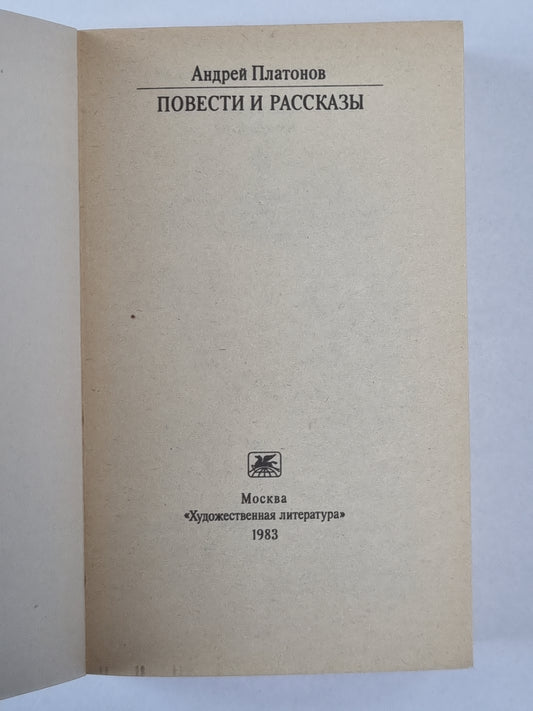 Андрей Платонов
ПОВЕСТИ И РАССКАЗЫ
Москва
«Художественная литература»
1983